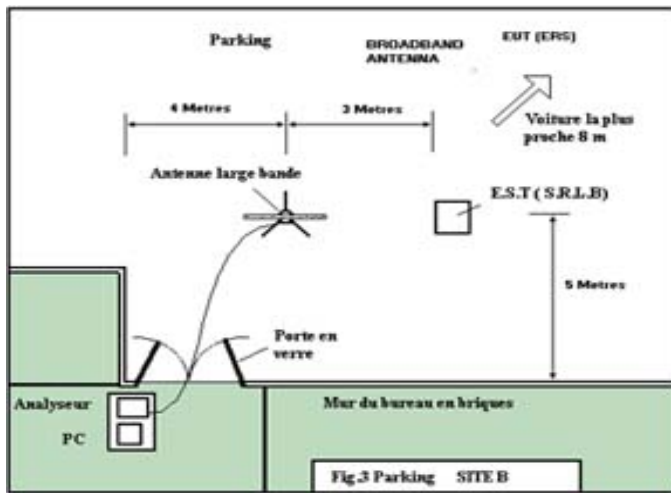 Parking
BROADBAND
ANTENNA
EUT (ERS)
4 Metres
3 Metres
Voiture la plus
proche 8 m
Antenne large bande
E.S.T ( S.R.L.B)
5 Metres
Porte en
verre
Analyseur
PC
Mur du bureau en briques
Fig.3 Parking SITE B